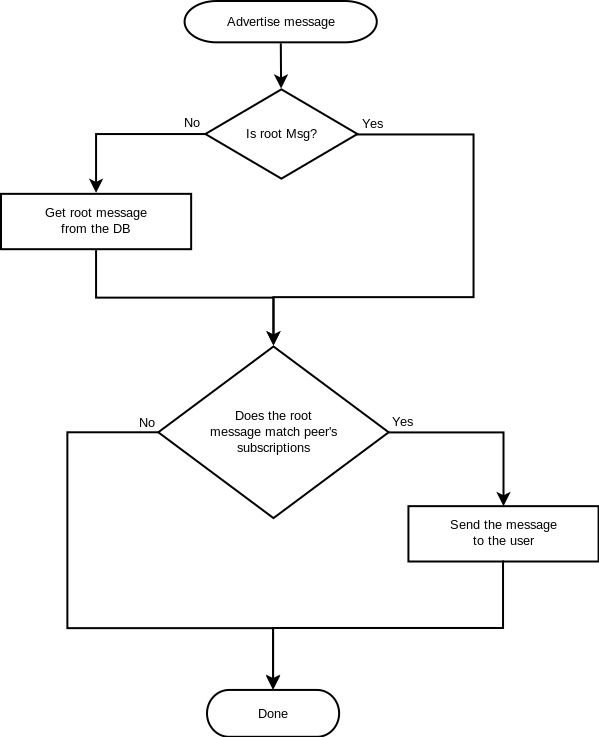 Advertise message
Is root Msg?
No
Yes
Get root message
from the DB
Does the root
message match peer's
subscriptions
No
Yes
Send the message
to the user
Done